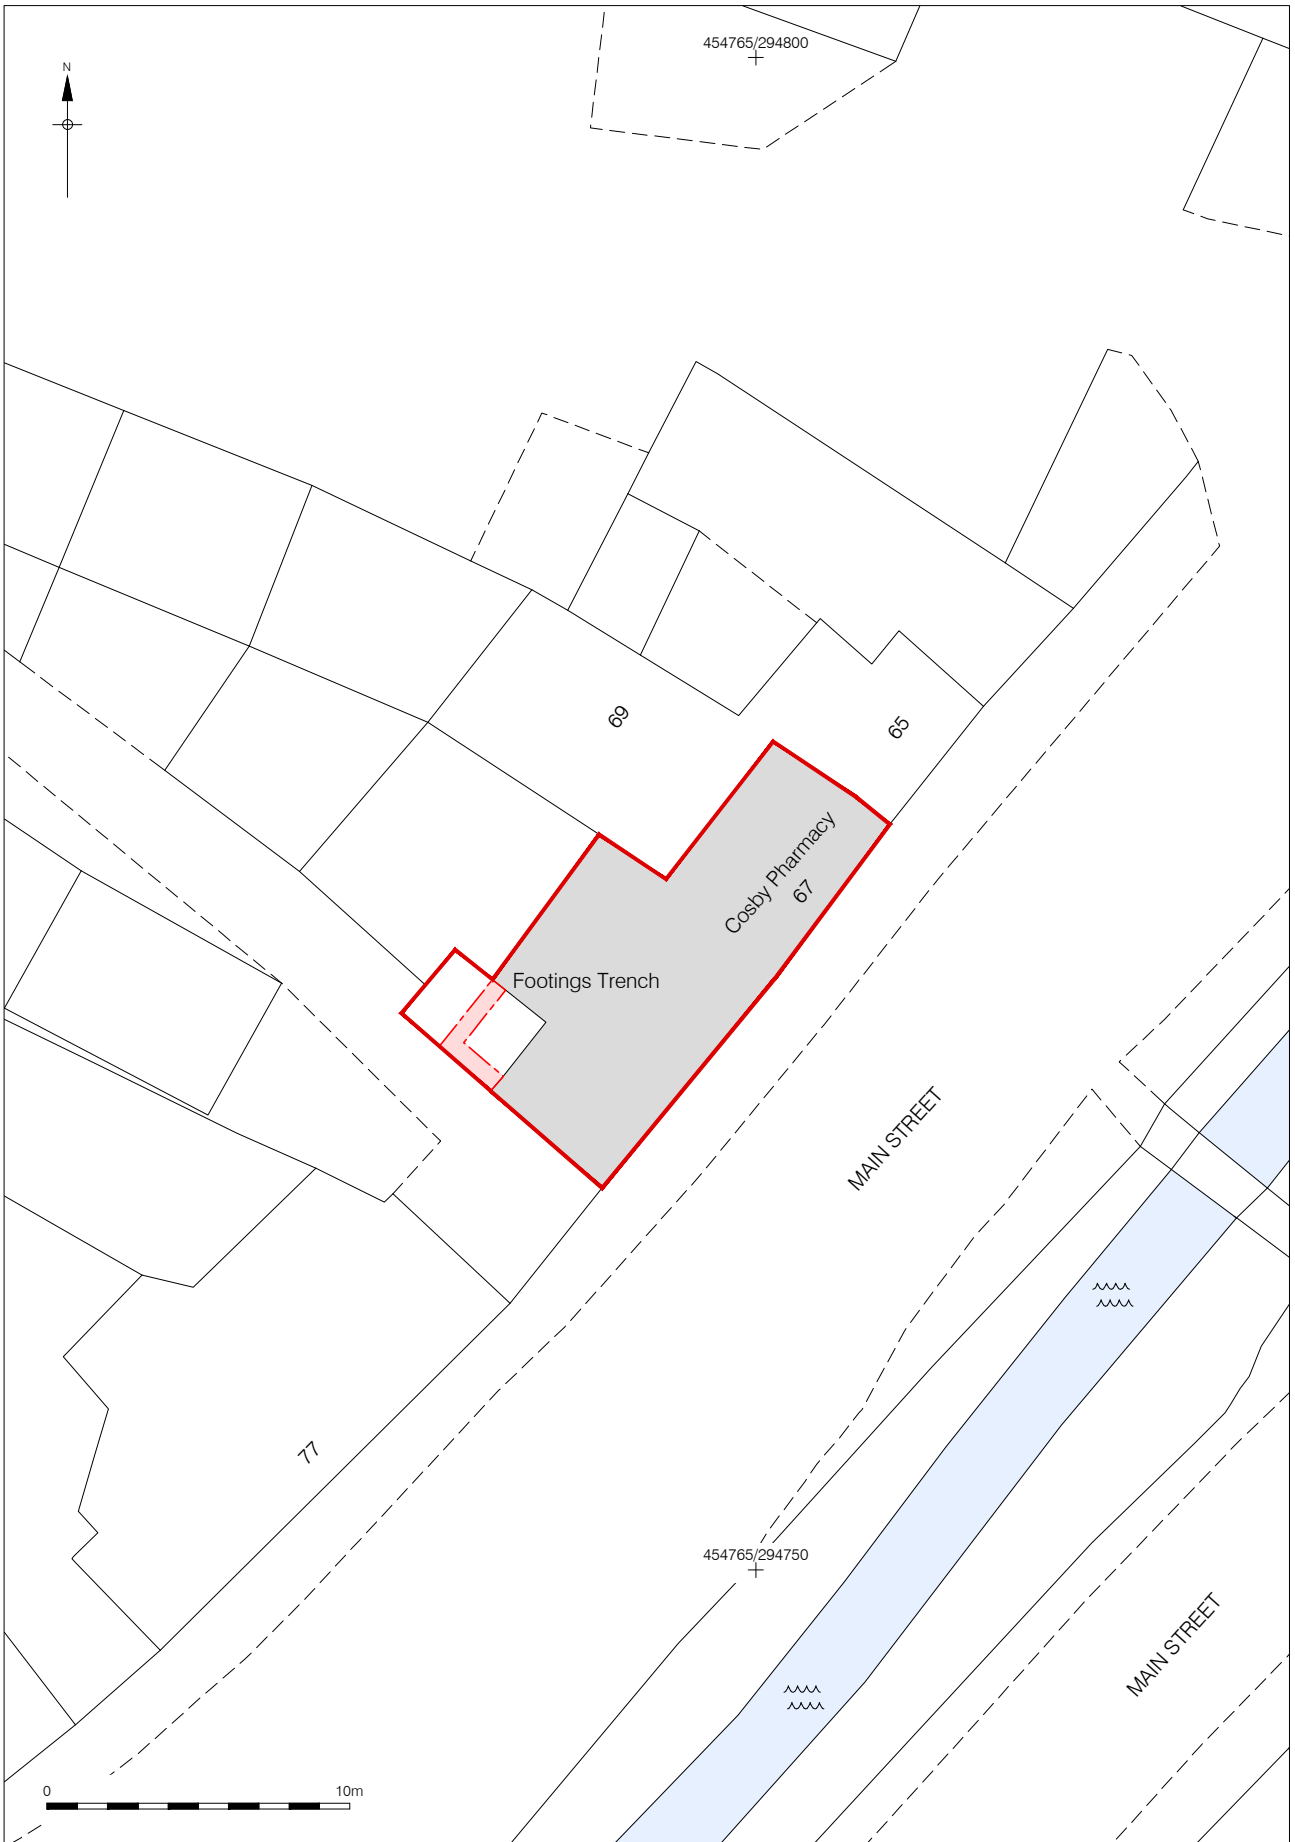 454765/294800
N
69
65
Cosby Pharmacy
67
Footings Trench
MAIN STREET
77
454765/294750
MAIN STREET
0 10m